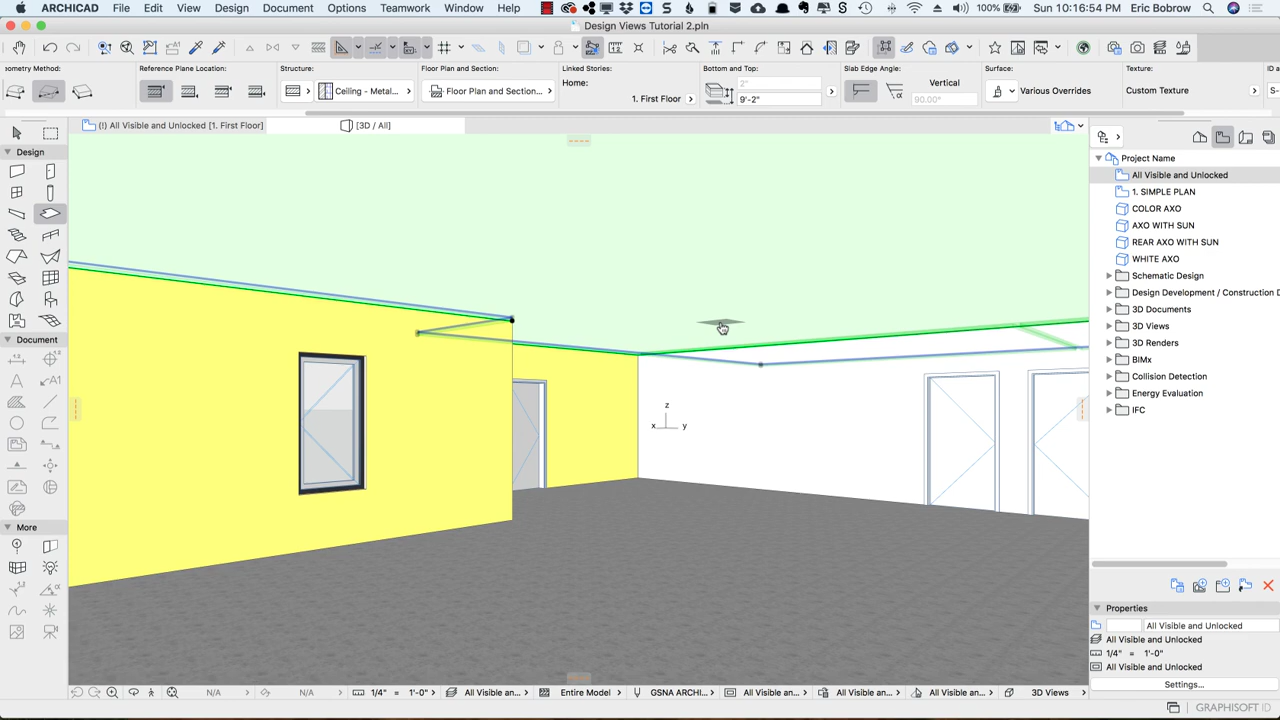 ARCHICAD File Edit View Design Document Options Teamwork Window Help 100% Sun 10:16:54 PM Eric Bobrow
Design Views Tutorial 2.pln
ometry Method: Reference Plane Location: Structure: Floor Plan and Section: Linked Stories: Bottom and Top: Slab Edge Angle: Surface: Texture: ID a
Home: 2" Vertical
Ceiling - Metal... Floor Plan and Section... 1. First Floor 9'-2" 90.00° Various Overrides Custom Texture S-
(!) All Visible and Unlocked [1. First Floor] [3D / All]
Design
Document
More
z
x y
Project Name
All Visible and Unlocked
1. SIMPLE PLAN
COLOR AXO
AXO WITH SUN
REAR AXO WITH SUN
WHITE AXO
Schematic Design
Design Development / Construction D
3D Documents
3D Views
3D Renders
BIMx
Collision Detection
Energy Evaluation
IFC
Properties
All Visible and Unlocked
All Visible and Unlocked
1/4" = 1'-0"
All Visible and Unlocked
Settings...
N/A N/A 1/4" = 1'-0" All Visible an... Entire Model GSNA ARCHI... All Visible an... All Visible an... All Visible an... 3D Views
GRAPHISOFT ID